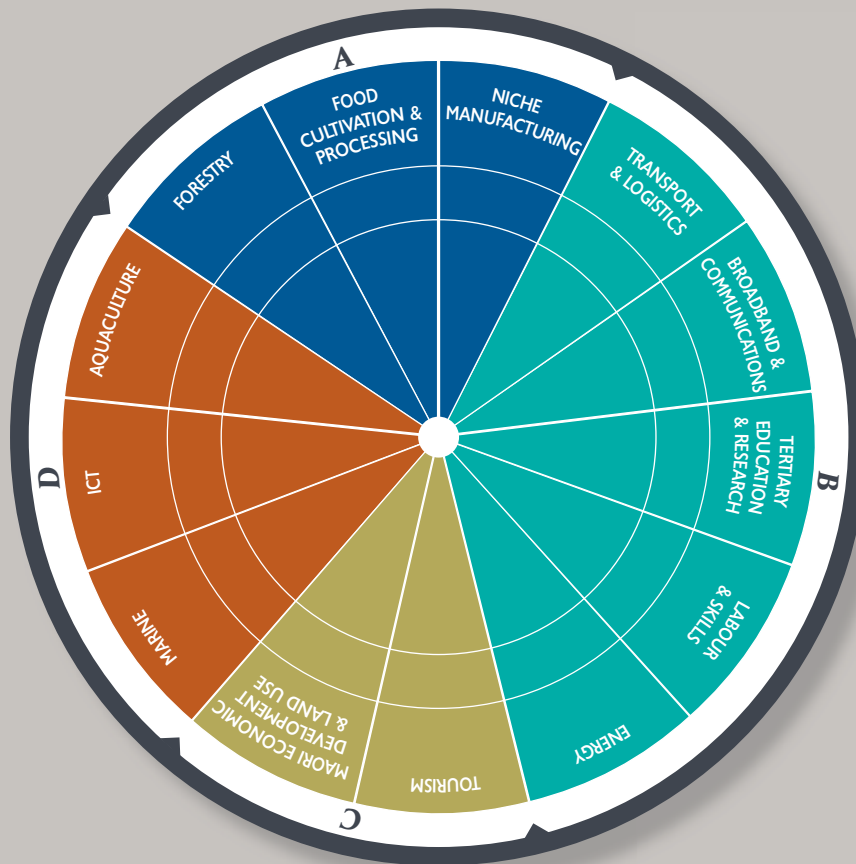 A
FOOD
CULTIVATION &
PROCESSING
NICHE
MANUFACTURING
TRANSPORT
& LOGISTICS
BROADBAND &
COMMUNICATIONS
B
TERTIARY
EDUCATION
& RESEARCH
LABOUR
& SKILLS
ENERGY
C
TOURISM
MAORI ECONOMIC
DEVELOPMENT
& LAND USE
D
MARINE
ICT
AQUACULTURE
FORESTRY